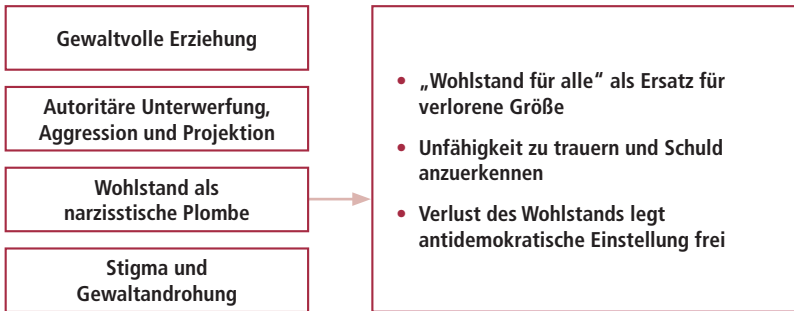 Gewaltvolle Erziehung
Autoritäre Unterwerfung,
Aggression und Projektion
Wohlstand als
narzisstische Plombe
Stigma und
Gewaltandrohung
• „Wohlstand für alle“ als Ersatz für
verlorene Größe
• Unfähigkeit zu trauern und Schuld
anzuerkennen
• Verlust des Wohlstands legt
antidemokratische Einstellung frei